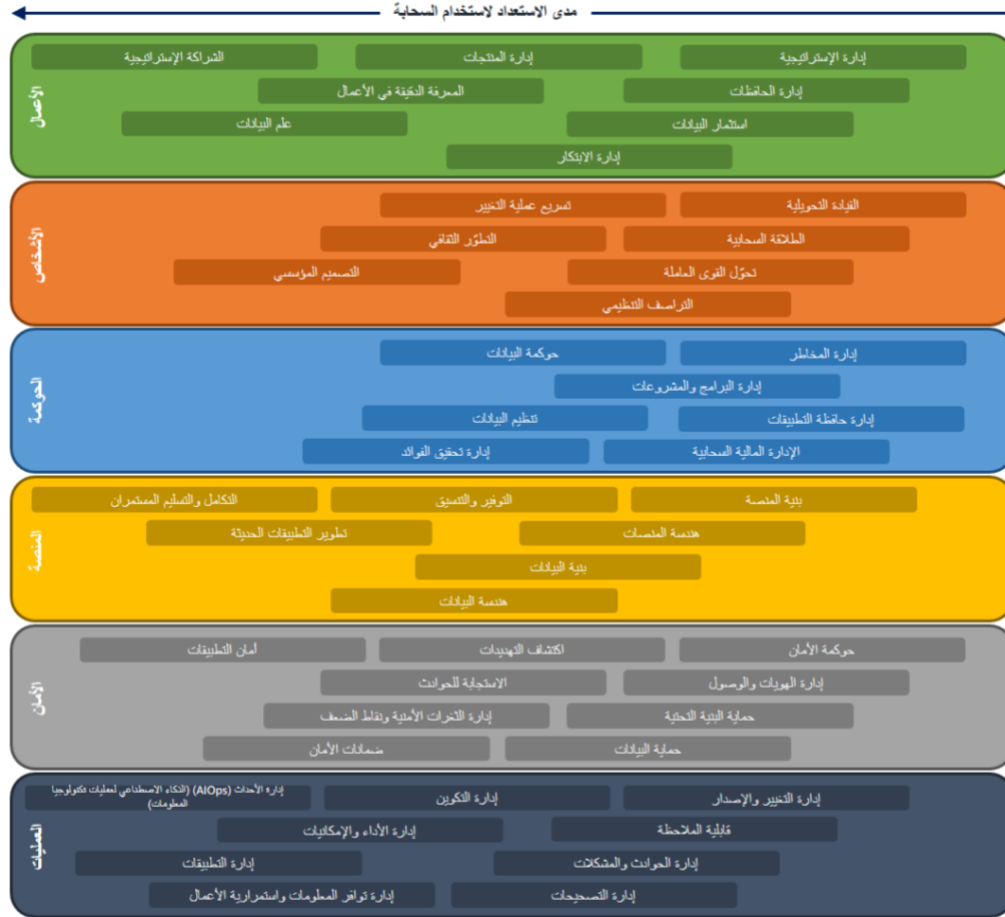 مدى الاستعداد لاستخدام السحابة
الأعمال
إدارة الإستراتيجية
إدارة المنتجات
الشراكة الإستراتيجية
إدارة الحافظات
المعرفة الدقيقة في الأعمال
استثمار البيانات
علم البيانات
إدارة الابتكار
الأشخاص
القيادة التحويلية
تسريع عملية التغيير
الطلاقة السحابية
التطوّر الثقافي
تحوّل القوى العاملة
التصميم المؤسسي
التراصف التنظيمي
الحوكمة
إدارة المخاطر
حوكمة البيانات
إدارة البرامج والمشروعات
إدارة حافظة التطبيقات
تنظيم البيانات
الإدارة المالية السحابية
إدارة تحقيق الفوائد
المنصة
بنية المنصة
التوفير والتنسيق
التكامل والتسليم المستمران
هندسة المنصات
تطوير التطبيقات الحديثة
بنية البيانات
هندسة البيانات
الأمان
حوكمة الأمان
اكتشاف التهديدات
أمان التطبيقات
إدارة الهويات والوصول
الاستجابة للحوادث
حماية البنية التحتية
إدارة الثغرات الأمنية ونقاط الضعف
حماية البيانات
ضمانات الأمان
العمليات
إدارة التغيير والإصدار
إدارة التكوين
إدارة الأحداث (AIOps) (الذكاء الاصطناعي لعمليات تكنولوجيا
المعلومات)
قابلية الملاحظة
إدارة الأداء والإمكانيات
إدارة الحوادث والمشكلات
إدارة التطبيقات
إدارة التصحيحات
إدارة توافر المعلومات واستمرارية الأعمال